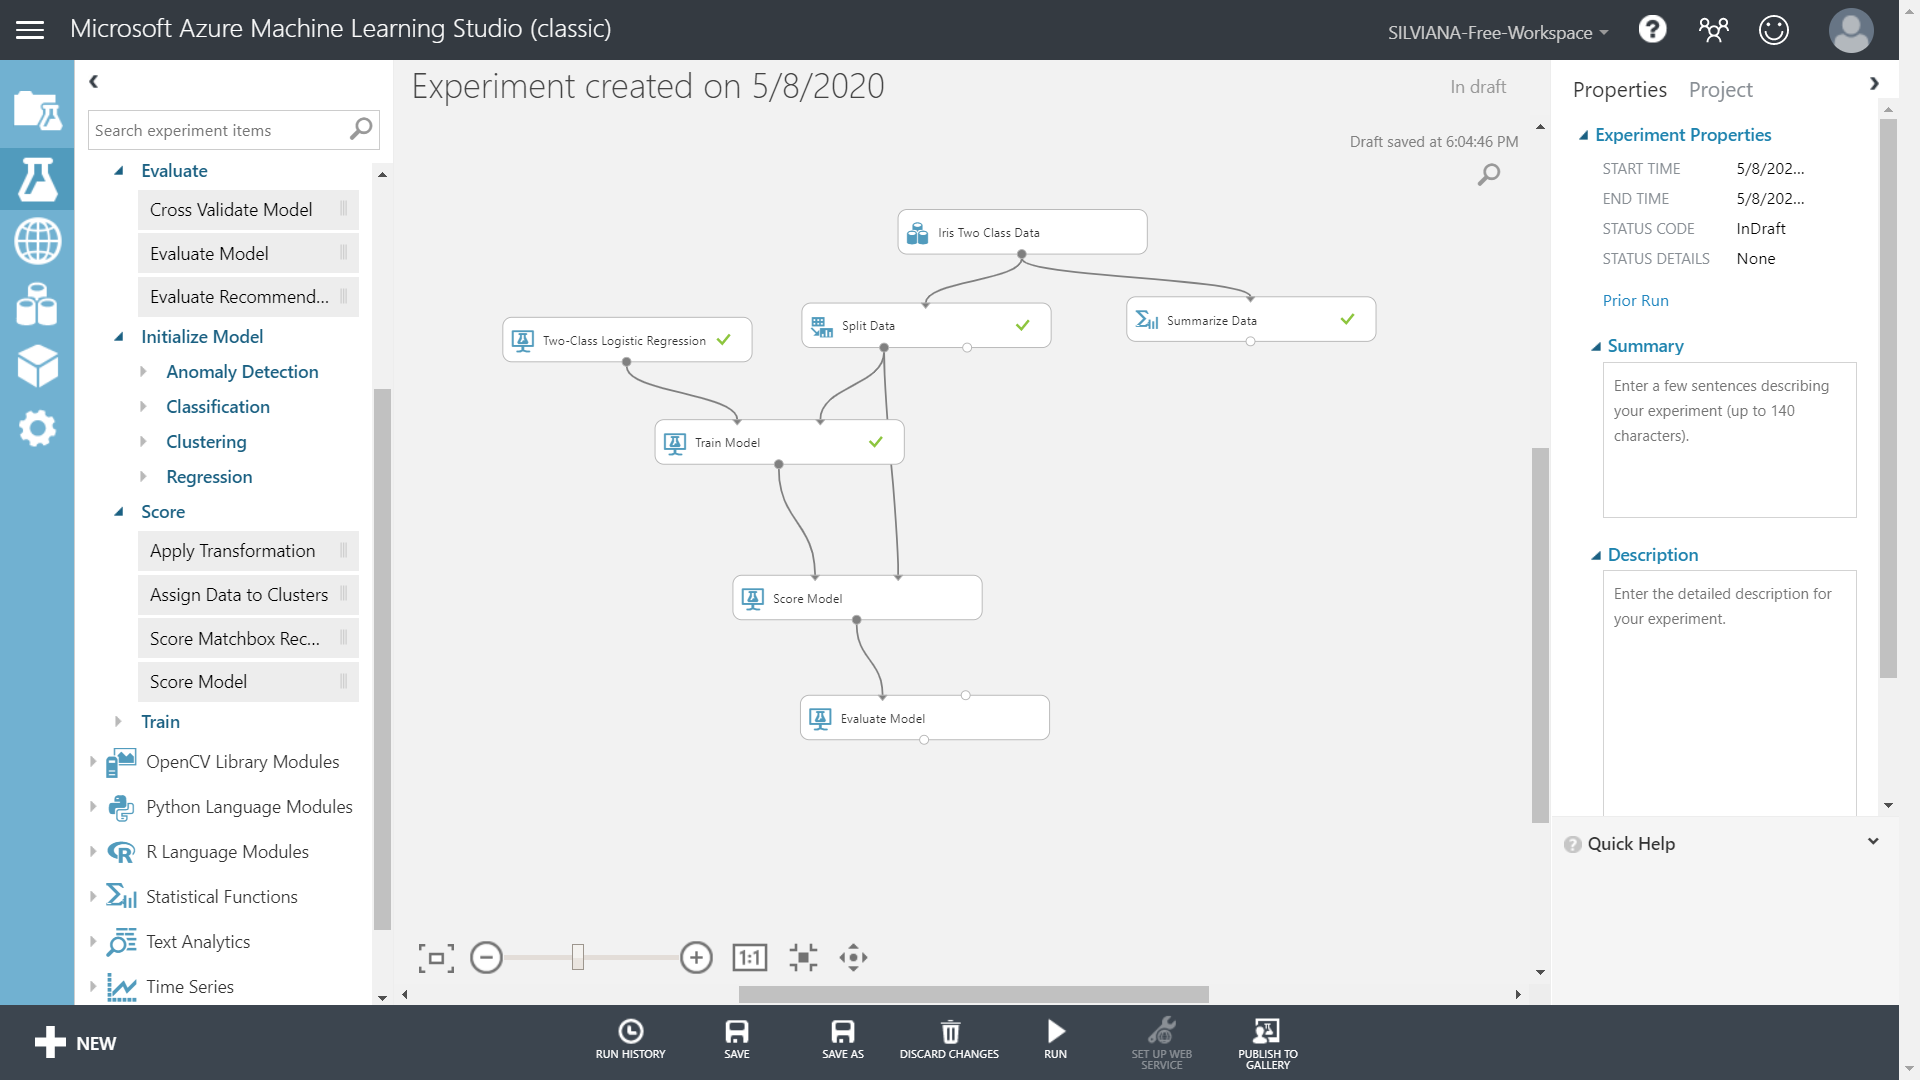 Microsoft Azure Machine Learning Studio (classic)
SILVIANA-Free-Workspace
Search experiment items
Evaluate
Cross Validate Model
Evaluate Model
Evaluate Recommend...
Initialize Model
Anomaly Detection
Classification
Clustering
Regression
Score
Apply Transformation
Assign Data to Clusters
Score Matchbox Rec...
Score Model
Train
OpenCV Library Modules
Python Language Modules
R Language Modules
Statistical Functions
Text Analytics
Time Series
Experiment created on 5/8/2020
In draft
Draft saved at 6:04:46 PM
Iris Two Class Data
Two-Class Logistic Regression
Split Data
Summarize Data
Train Model
Score Model
Evaluate Model
1:1
Properties Project
Experiment Properties
START TIME 5/8/202...
END TIME 5/8/202...
STATUS CODE InDraft
STATUS DETAILS None
Prior Run
Summary
Enter a few sentences describing
your experiment (up to 140
characters).
Description
Enter the detailed description for
your experiment.
Quick Help
NEW
RUN HISTORY
SAVE
SAVE AS
DISCARD CHANGES
RUN
SET UP WEB
SERVICE
PUBLISH TO
GALLERY